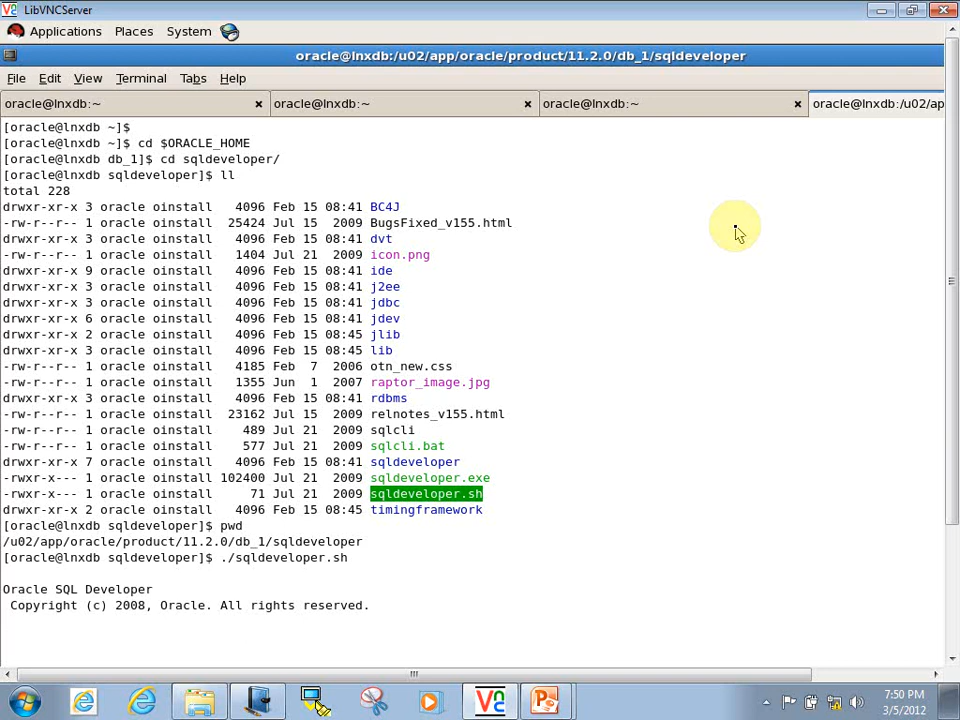 LibVNCServer
Applications Places System
oracle@lnxdb:/u02/app/oracle/product/11.2.0/db_1/sqldeveloper
File Edit View Terminal Tabs Help
oracle@lnxdb:~ oracle@lnxdb:~ oracle@lnxdb:~ oracle@lnxdb:/u02/ap
[oracle@lnxdb ~]$
[oracle@lnxdb ~]$ cd $ORACLE_HOME
[oracle@lnxdb db_1]$ cd sqldeveloper/
[oracle@lnxdb sqldeveloper]$ ll
total 228
drwxr-xr-x 3 oracle oinstall 4096 Feb 15 08:41 BC4J
-rw-r--r-- 1 oracle oinstall 25424 Jul 15 2009 BugsFixed_v155.html
drwxr-xr-x 3 oracle oinstall 4096 Feb 15 08:41 dvt
-rw-r--r-- 1 oracle oinstall 1404 Jul 21 2009 icon.png
drwxr-xr-x 9 oracle oinstall 4096 Feb 15 08:41 ide
drwxr-xr-x 3 oracle oinstall 4096 Feb 15 08:41 j2ee
drwxr-xr-x 3 oracle oinstall 4096 Feb 15 08:41 jdbc
drwxr-xr-x 6 oracle oinstall 4096 Feb 15 08:41 jdev
drwxr-xr-x 2 oracle oinstall 4096 Feb 15 08:45 jlib
drwxr-xr-x 3 oracle oinstall 4096 Feb 15 08:45 lib
-rw-r--r-- 1 oracle oinstall 4185 Feb 7 2006 otn_new.css
-rw-r--r-- 1 oracle oinstall 1355 Jun 1 2007 raptor_image.jpg
drwxr-xr-x 3 oracle oinstall 4096 Feb 15 08:41 rdbms
-rw-r--r-- 1 oracle oinstall 23162 Jul 15 2009 relnotes_v155.html
-rw-r--r-- 1 oracle oinstall 489 Jul 21 2009 sqlcli
-rw-r--r-- 1 oracle oinstall 577 Jul 21 2009 sqlcli.bat
drwxr-xr-x 7 oracle oinstall 4096 Feb 15 08:41 sqldeveloper
-rwxr-x--- 1 oracle oinstall 102400 Jul 21 2009 sqldeveloper.exe
-rwxr-x--- 1 oracle oinstall 71 Jul 21 2009 sqldeveloper.sh
drwxr-xr-x 2 oracle oinstall 4096 Feb 15 08:45 timingframework
[oracle@lnxdb sqldeveloper]$ pwd
/u02/app/oracle/product/11.2.0/db_1/sqldeveloper
[oracle@lnxdb sqldeveloper]$ ./sqldeveloper.sh
Oracle SQL Developer
Copyright (c) 2008, Oracle. All rights reserved.
7:50 PM
3/5/2012